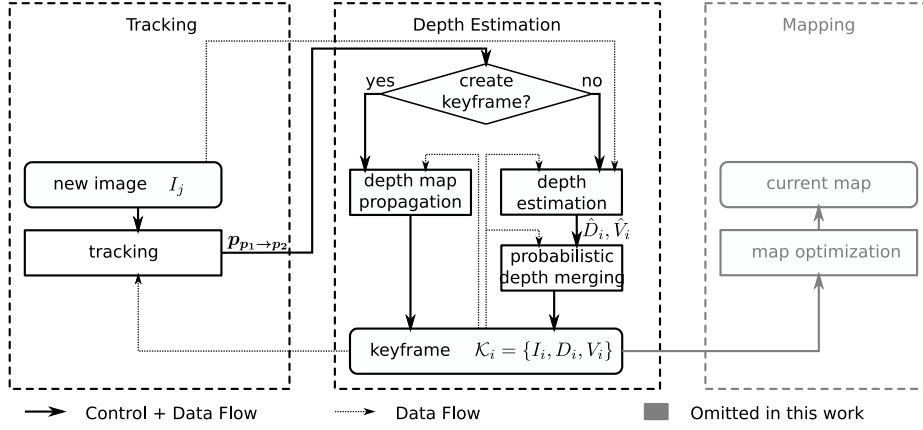 Tracking
Depth Estimation
Mapping
yes
create
keyframe?
no
new image I_j
depth map
propagation
depth
estimation
current map
tracking
p_{p_1→p_2}
D̂_i, V̂_i
probabilistic
depth merging
map optimization
keyframe 𝒦_i = {I_i, D_i, V_i}
Control + Data Flow
Data Flow
Omitted in this work